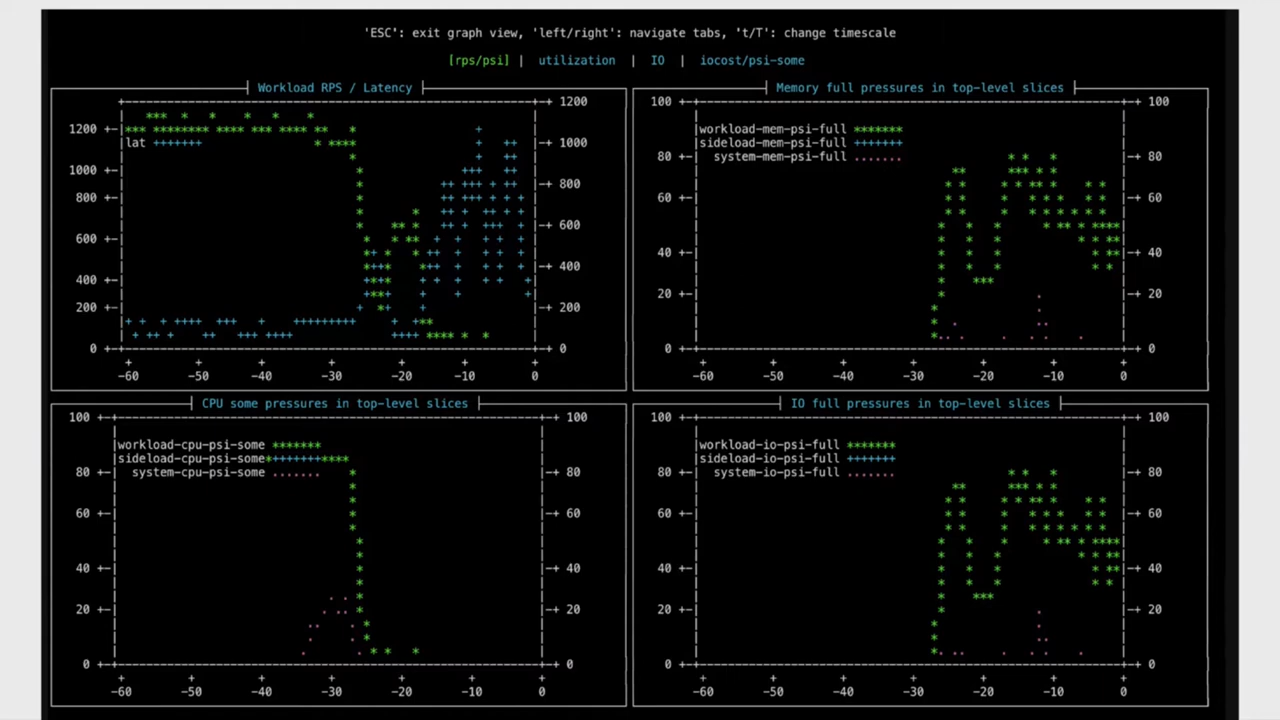 'ESC': exit graph view, 'left/right': navigate tabs, 't/T': change timescale
[rps/psi] | utilization | IO | iocost/psi-some
Workload RPS / Latency
1200
1200
1000
lat
1000
800
800
600
600
400
400
200
200
0
0
-60 -50 -40 -30 -20 -10 0
Memory full pressures in top-level slices
100
100
workload-mem-psi-full
sideload-mem-psi-full
system-mem-psi-full
80
80
60
60
40
40
20
20
0
0
-60 -50 -40 -30 -20 -10 0
CPU some pressures in top-level slices
100
100
workload-cpu-psi-some
sideload-cpu-psi-some
system-cpu-psi-some
80
80
60
60
40
40
20
20
0
0
-60 -50 -40 -30 -20 -10 0
IO full pressures in top-level slices
100
100
workload-io-psi-full
sideload-io-psi-full
system-io-psi-full
80
80
60
60
40
40
20
20
0
0
-60 -50 -40 -30 -20 -10 0